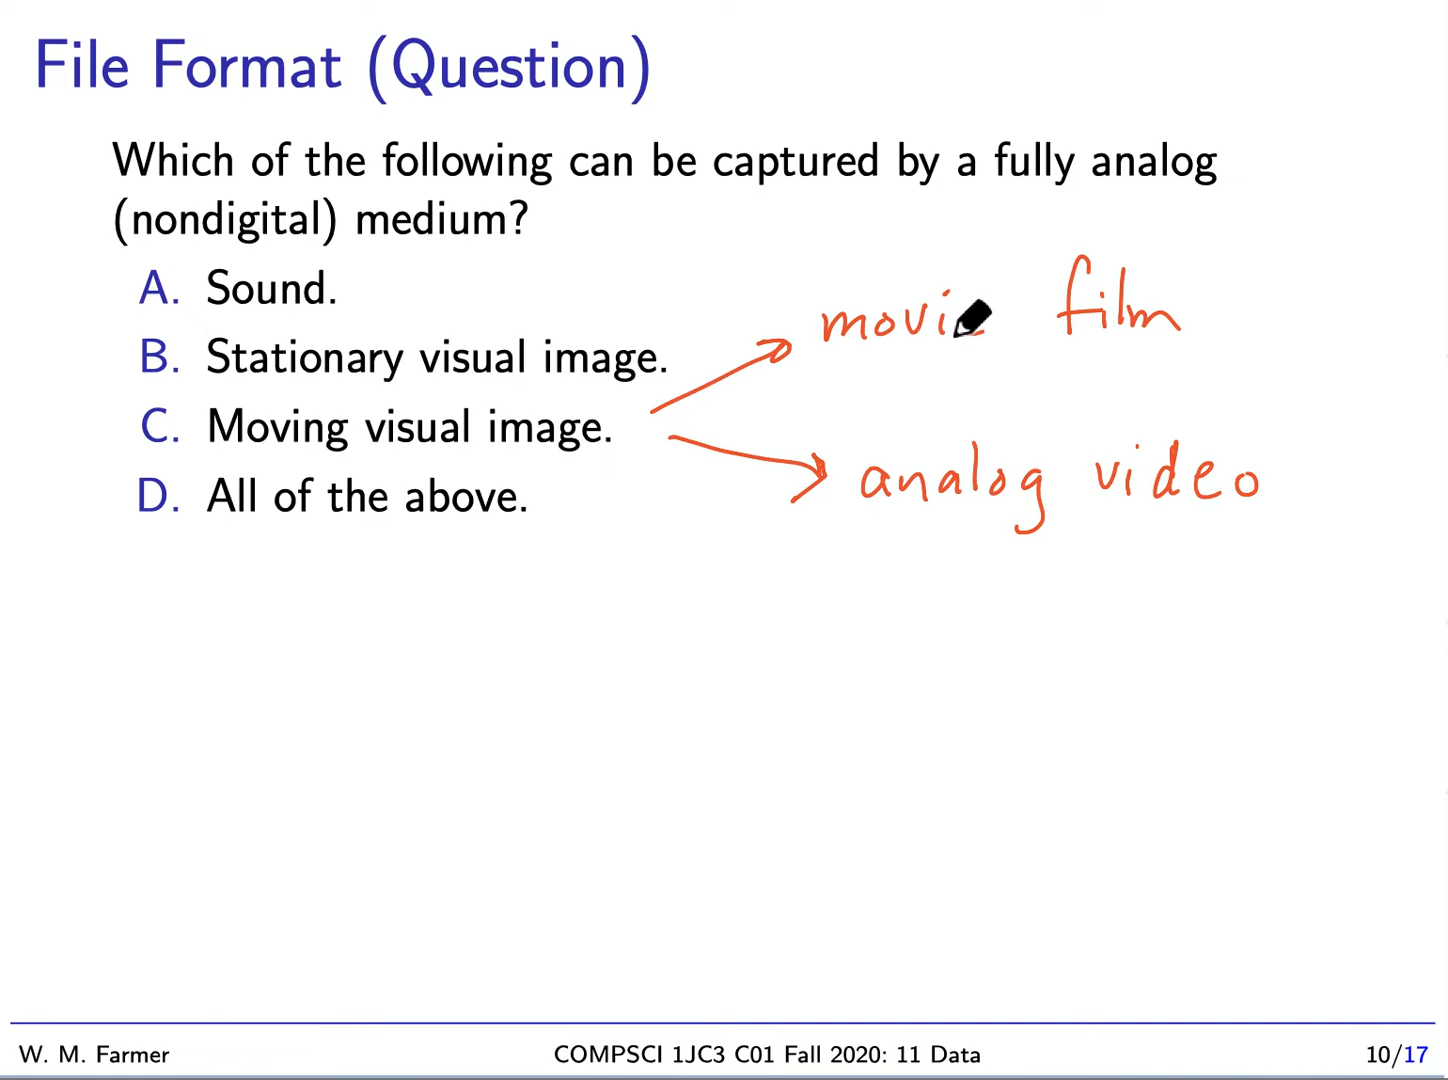 File Format (Question)
Which of the following can be captured by a fully analog
(nondigital) medium?
A. Sound.
B. Stationary visual image.
C. Moving visual image.
D. All of the above.
movie film
analog video
W. M. Farmer
COMPSCI 1JC3 C01 Fall 2020: 11 Data
10/17